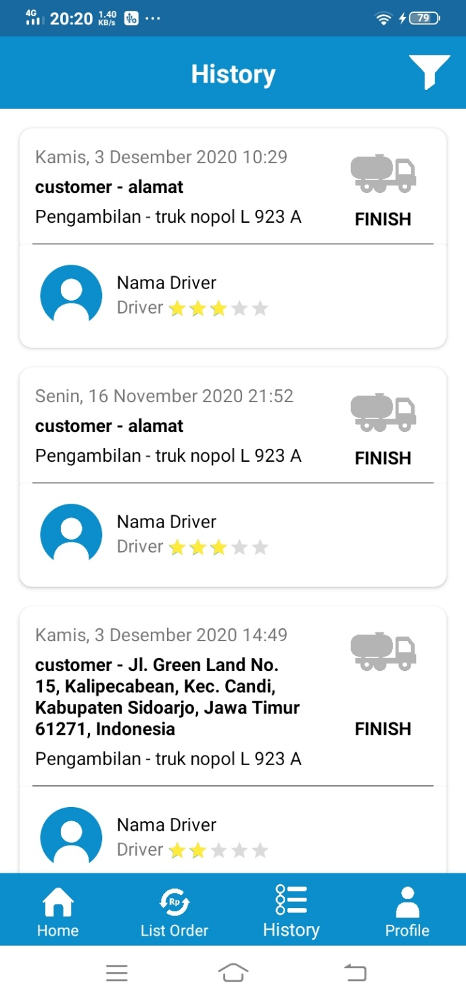 4G 20:20 1.40 KB/s ... 79
History
Kamis, 3 Desember 2020 10:29
customer - alamat
Pengambilan - truk nopol L 923 A
FINISH
Nama Driver
Driver
Senin, 16 November 2020 21:52
customer - alamat
Pengambilan - truk nopol L 923 A
FINISH
Nama Driver
Driver
Kamis, 3 Desember 2020 14:49
customer - Jl. Green Land No.
15, Kalipecabean, Kec. Candi,
Kabupaten Sidoarjo, Jawa Timur
61271, Indonesia
FINISH
Pengambilan - truk nopol L 923 A
Nama Driver
Driver
Rp
Home List Order History Profile